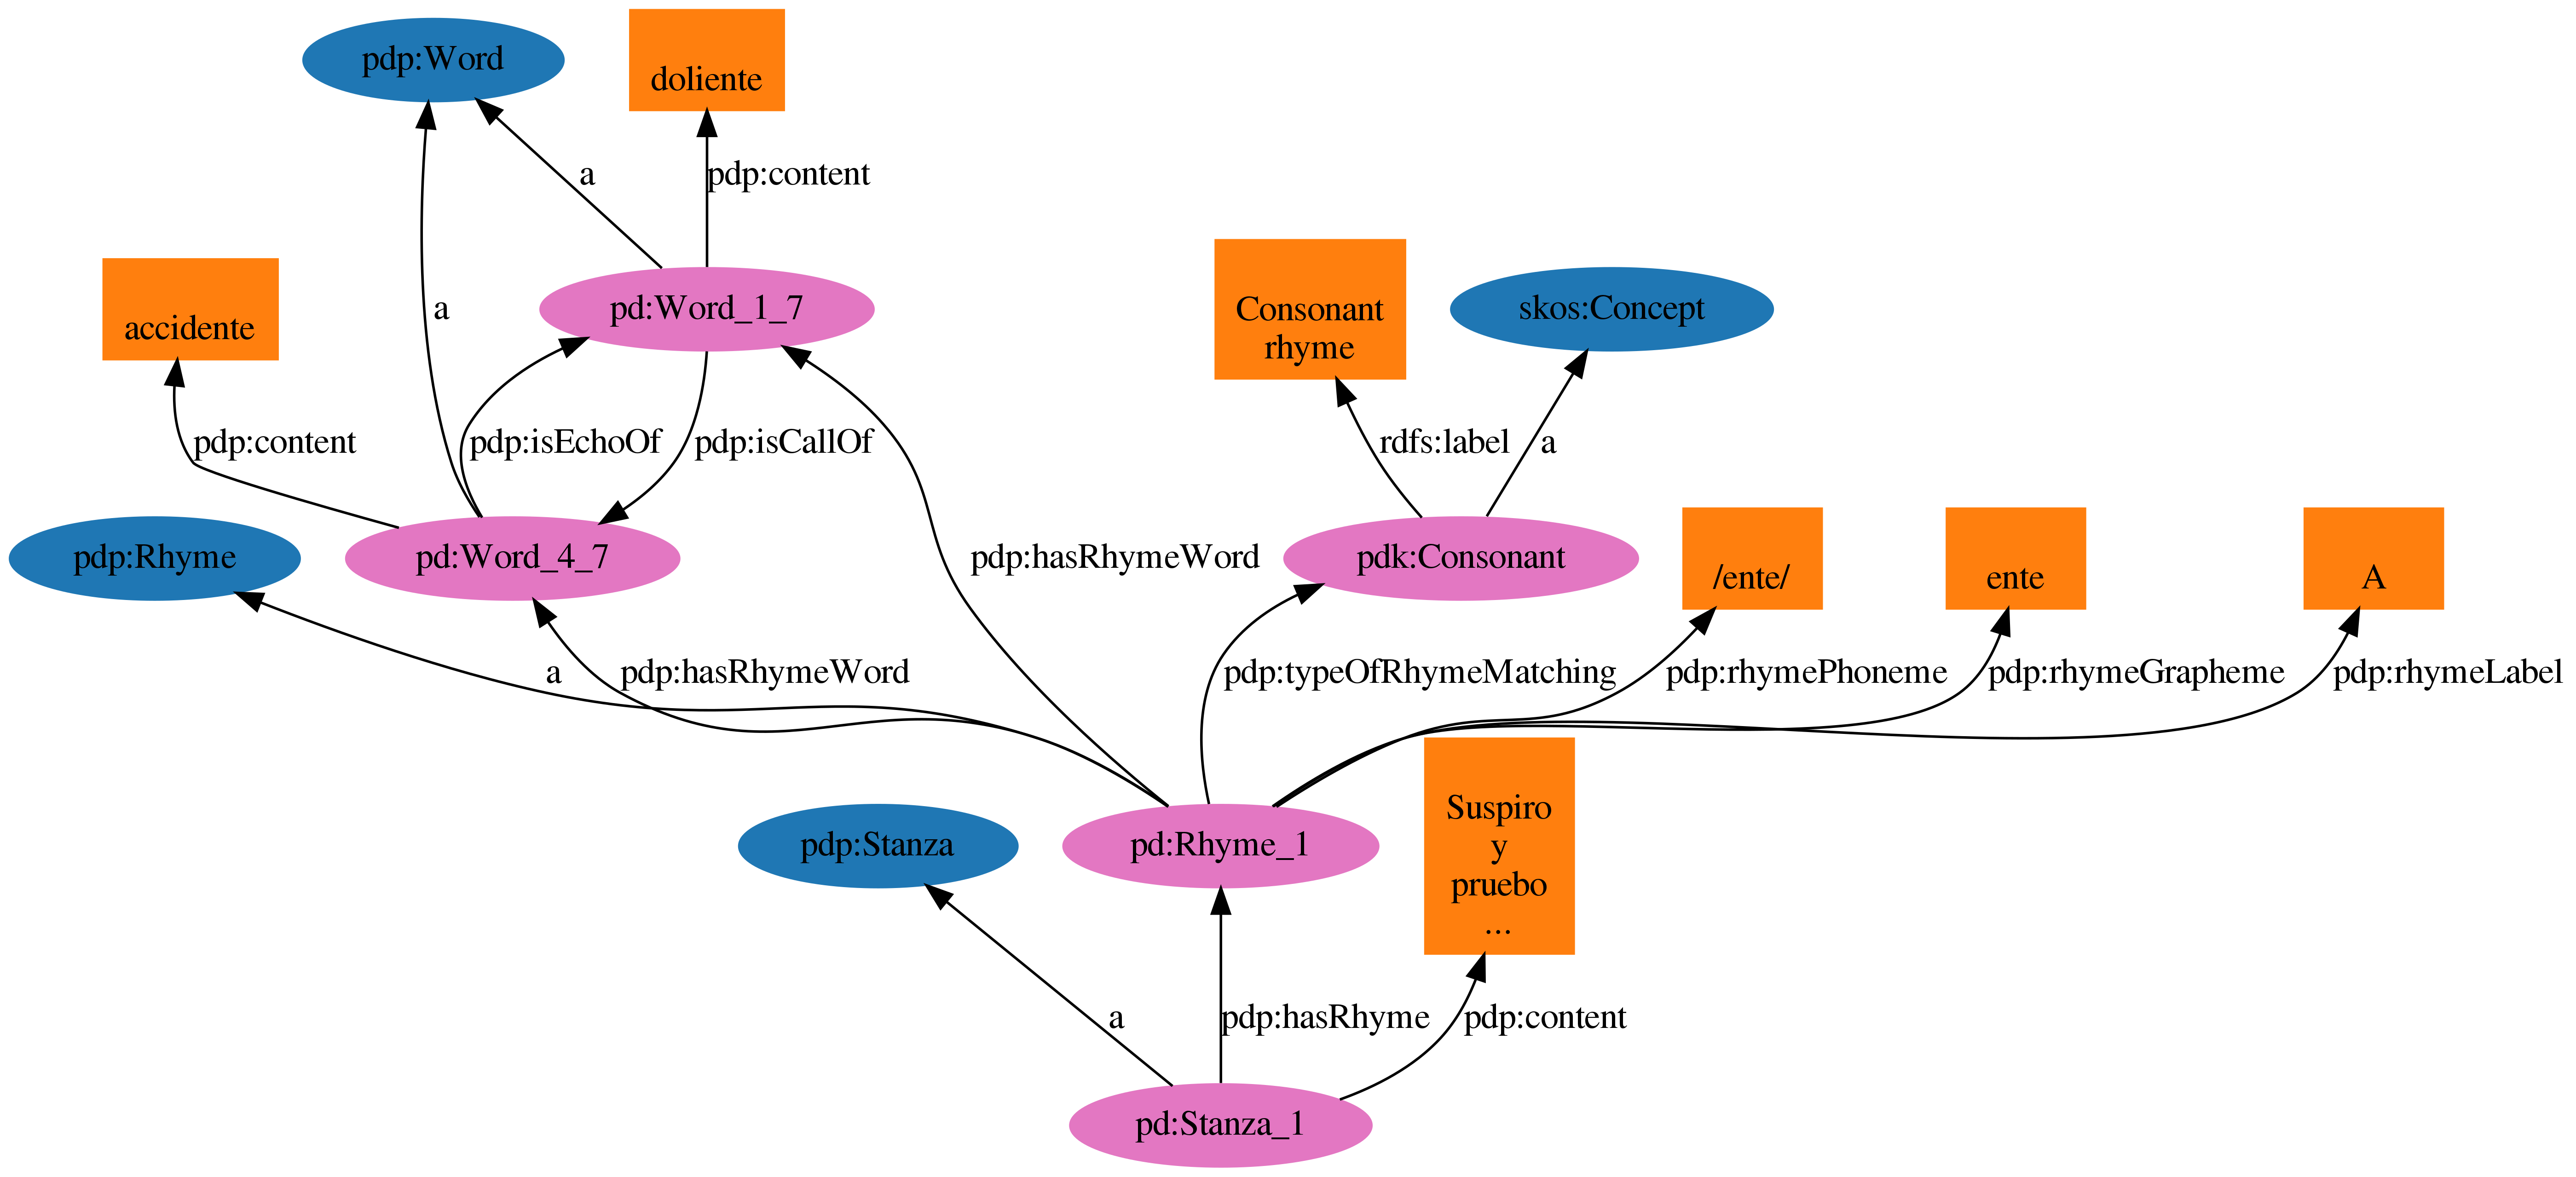 pdp:Word
doliente
a
pdp:content
accidente
pd:Word_1_7
Consonant
rhyme
skos:Concept
a
pdp:content
pdp:isEchoOf
pdp:isCallOf
rdfs:label
a
pdp:Rhyme
pd:Word_4_7
pdp:hasRhymeWord
pdk:Consonant
/ente/
ente
A
a
pdp:hasRhymeWord
pdp:typeOfRhymeMatching
pdp:rhymePhoneme
pdp:rhymeGrapheme
pdp:rhymeLabel
pdp:Stanza
pd:Rhyme_1
Suspiro
y
pruebo
...
a
pdp:hasRhyme
pdp:content
pd:Stanza_1